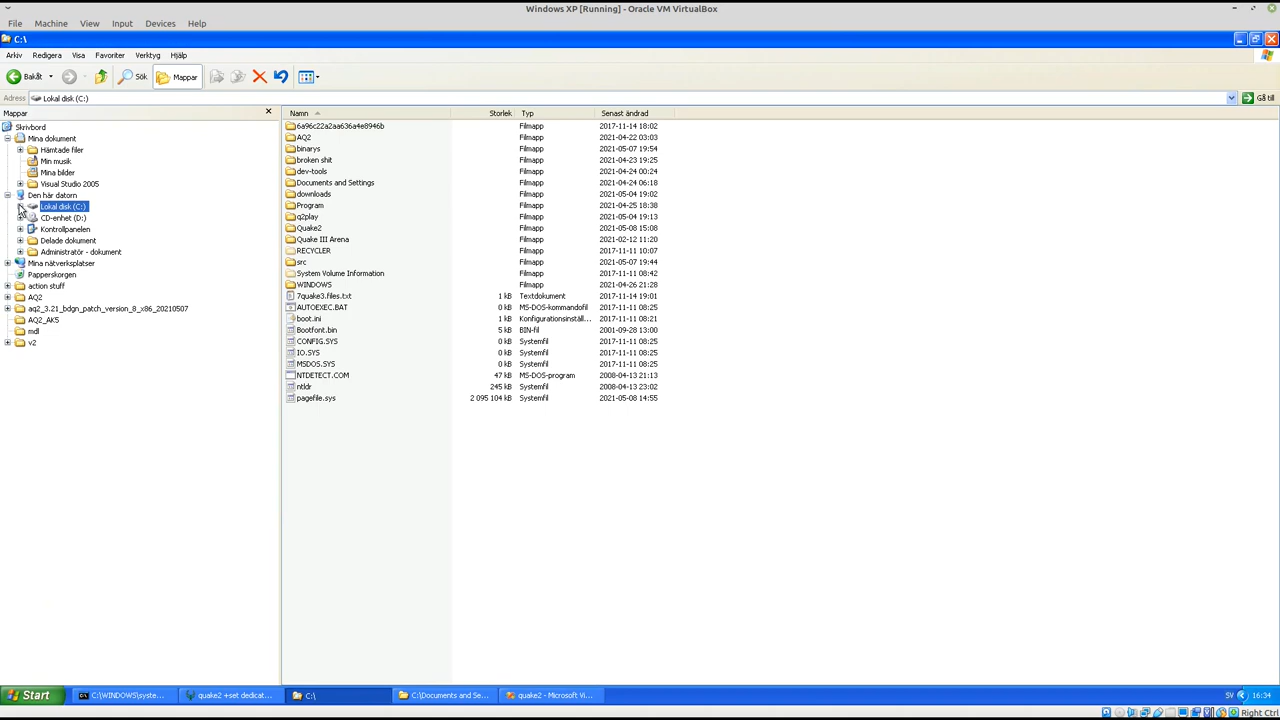 Windows XP [Running] - Oracle VM VirtualBox
File Machine View Input Devices Help
C:\
Arkiv Redigera Visa Favoriter Verktyg Hjälp
Bakåt Sök Mappar
Adress Lokal disk (C:) Gå till
Mappar
Skrivbord
Mina dokument
Hämtade filer
Min musik
Mina bilder
Visual Studio 2005
Den här datorn
Lokal disk (C:)
CD-enhet (D:)
Kontrollpanelen
Delade dokument
Administratör - dokument
Mina nätverksplatser
Papperskorgen
action stuff
AQ2
aq2_3.21_bdgn_patch_version_8_x86_20210507
AQ2_AKS
mdl
v2
Namn Storlek Typ Senast ändrad
6a96c22a2aa636a4e8946b Filmapp 2017-11-14 18:02
AQ2 Filmapp 2021-04-22 03:03
binarys Filmapp 2021-05-07 19:54
broken shit Filmapp 2021-04-23 19:25
dev-tools Filmapp 2021-04-24 00:24
Documents and Settings Filmapp 2021-04-24 06:18
downloads Filmapp 2021-05-04 19:02
Program Filmapp 2021-04-25 18:38
q2play Filmapp 2021-05-04 19:13
Quake2 Filmapp 2021-05-08 15:08
Quake III Arena Filmapp 2021-02-12 11:20
RECYCLER Filmapp 2017-11-11 10:07
src Filmapp 2021-05-07 19:44
System Volume Information Filmapp 2017-11-11 08:42
WINDOWS Filmapp 2021-04-26 21:28
7quake3.files.txt 1 kB Textdokument 2017-11-14 19:01
AUTOEXEC.BAT 0 kB MS-DOS-kommandofil 2017-11-11 08:25
boot.ini 1 kB Konfigurationsinställ... 2017-11-11 08:21
Bootfont.bin 5 kB BIN-fil 2001-09-28 13:00
CONFIG.SYS 0 kB Systemfil 2017-11-11 08:25
IO.SYS 0 kB Systemfil 2017-11-11 08:25
MSDOS.SYS 0 kB Systemfil 2017-11-11 08:25
NTDETECT.COM 47 kB MS-DOS-program 2008-04-13 21:13
ntldr 245 kB Systemfil 2008-04-13 23:02
pagefile.sys 2 095 104 kB Systemfil 2021-05-08 14:55
Start C:\WINDOWS\syste... quake2 +set dedicat... C:\ C:\Documents and Se... quake2 - Microsoft Vi... SV 16:34
Right Ctrl